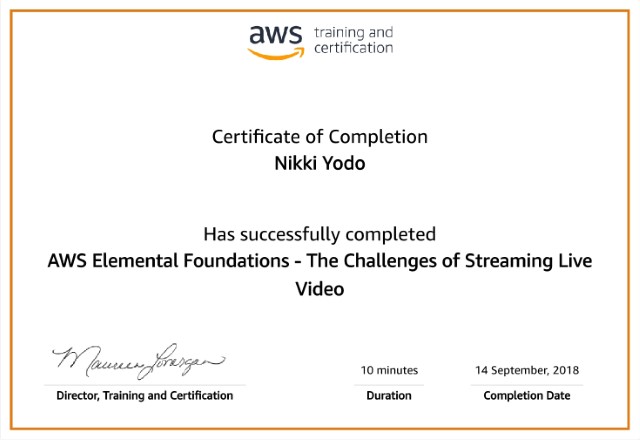 aws training and
certification
Certificate of Completion
Nikki Yodo
Has successfully completed
AWS Elemental Foundations - The Challenges of Streaming Live
Video
Maureen Lonergan
10 minutes
14 September, 2018
Director, Training and Certification
Duration
Completion Date